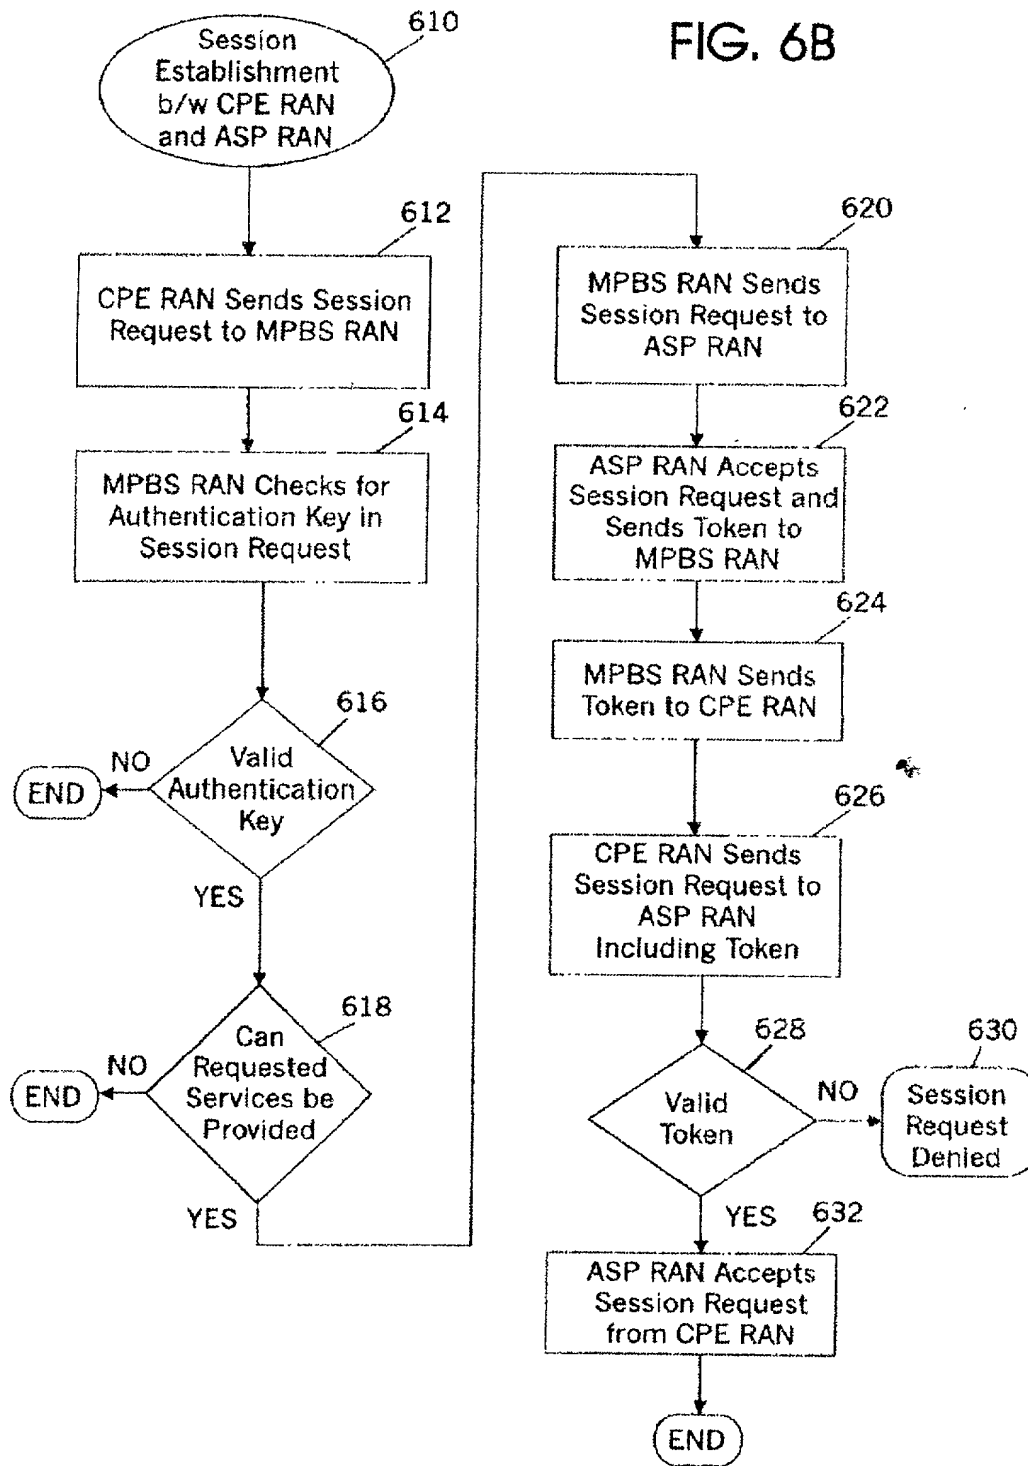 FIG. 6B
610
Session
Establishment
b/w CPE RAN
and ASP RAN
612
CPE RAN Sends Session
Request to MPBS RAN
614
MPBS RAN Checks for
Authentication Key in
Session Request
616
Valid
Authentication
Key
NO
END
YES
618
Can
Requested
Services be
Provided
NO
END
YES
620
MPBS RAN Sends
Session Request to
ASP RAN
622
ASP RAN Accepts
Session Request and
Sends Token to
MPBS RAN
624
MPBS RAN Sends
Token to CPE RAN
626
CPE RAN Sends
Session Request to
ASP RAN
Including Token
628
Valid
Token
NO
630
Session
Request
Denied
YES
632
ASP RAN Accepts
Session Request
from CPE RAN
END